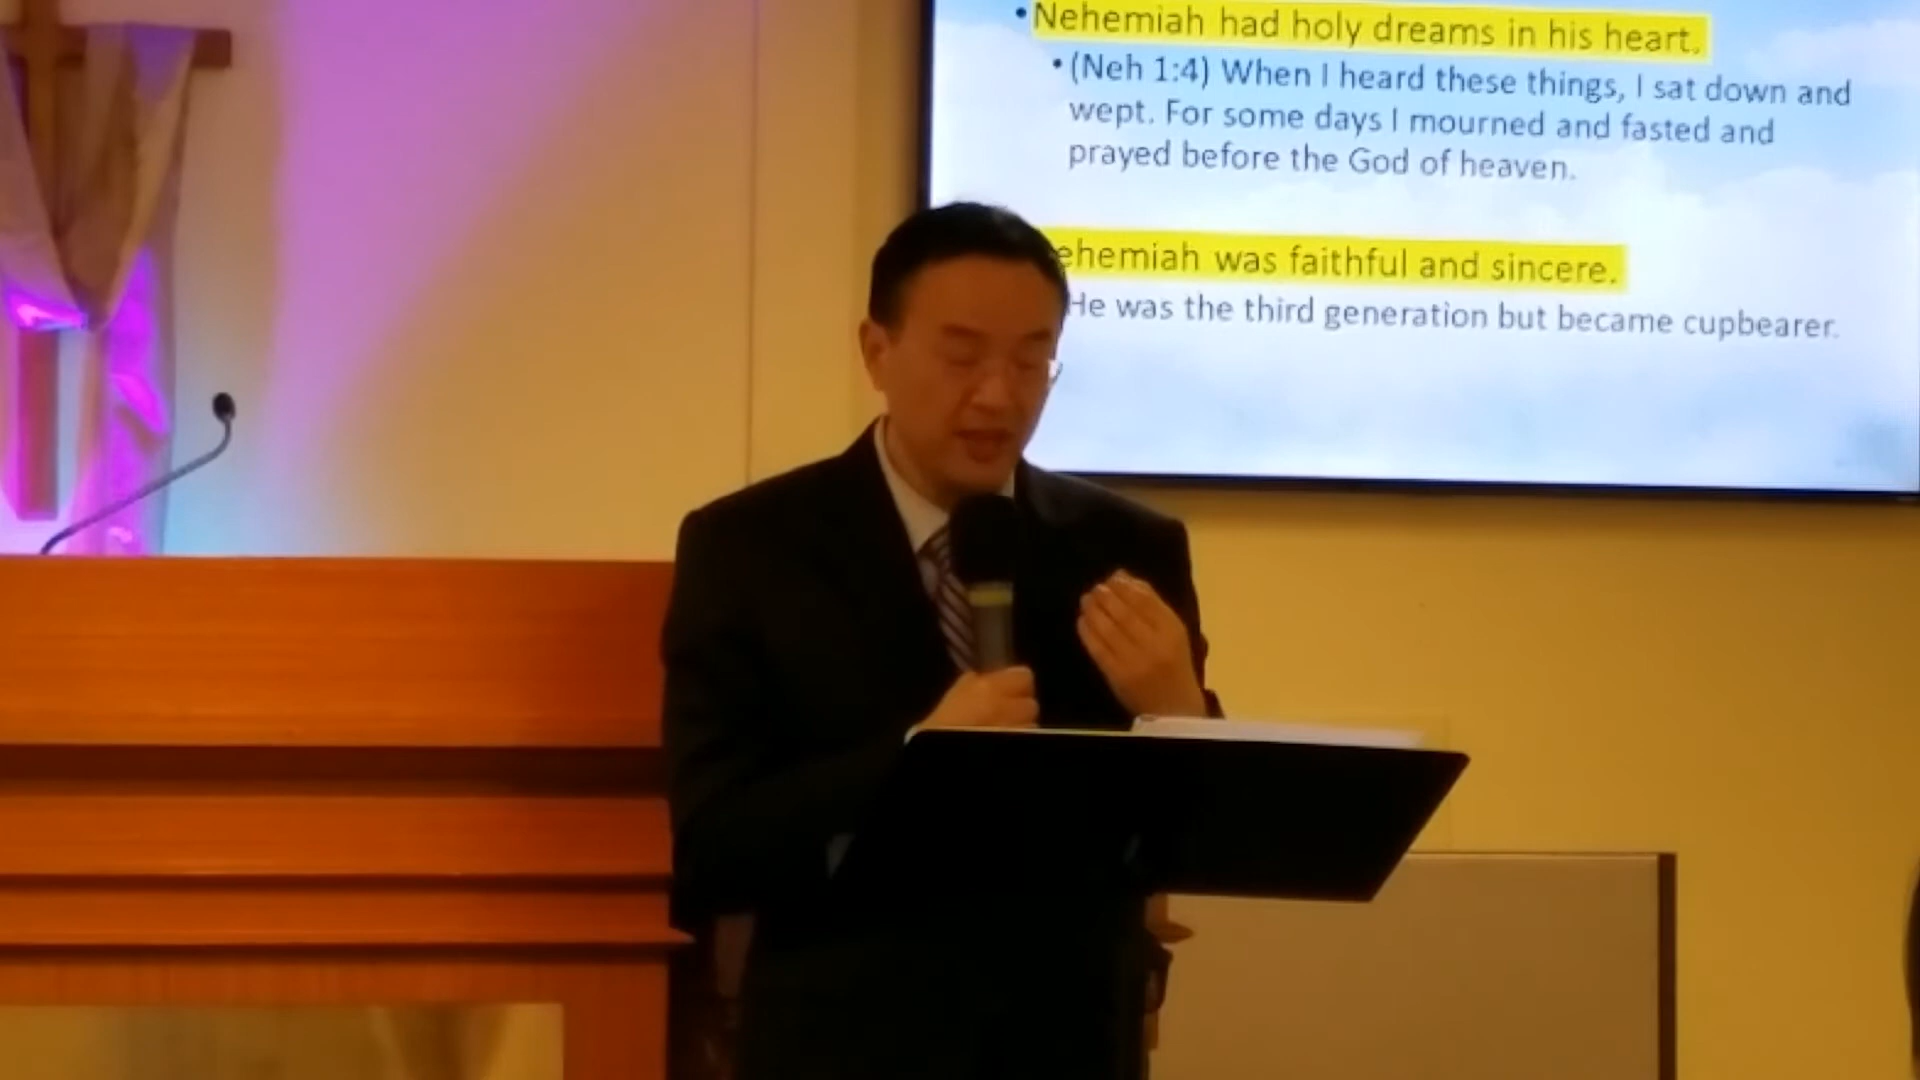 •Nehemiah had holy dreams in his heart.
•(Neh 1:4) When I heard these things, I sat down and
wept. For some days I mourned and fasted and
prayed before the God of heaven.
ehemiah was faithful and sincere.
He was the third generation but became cupbearer.